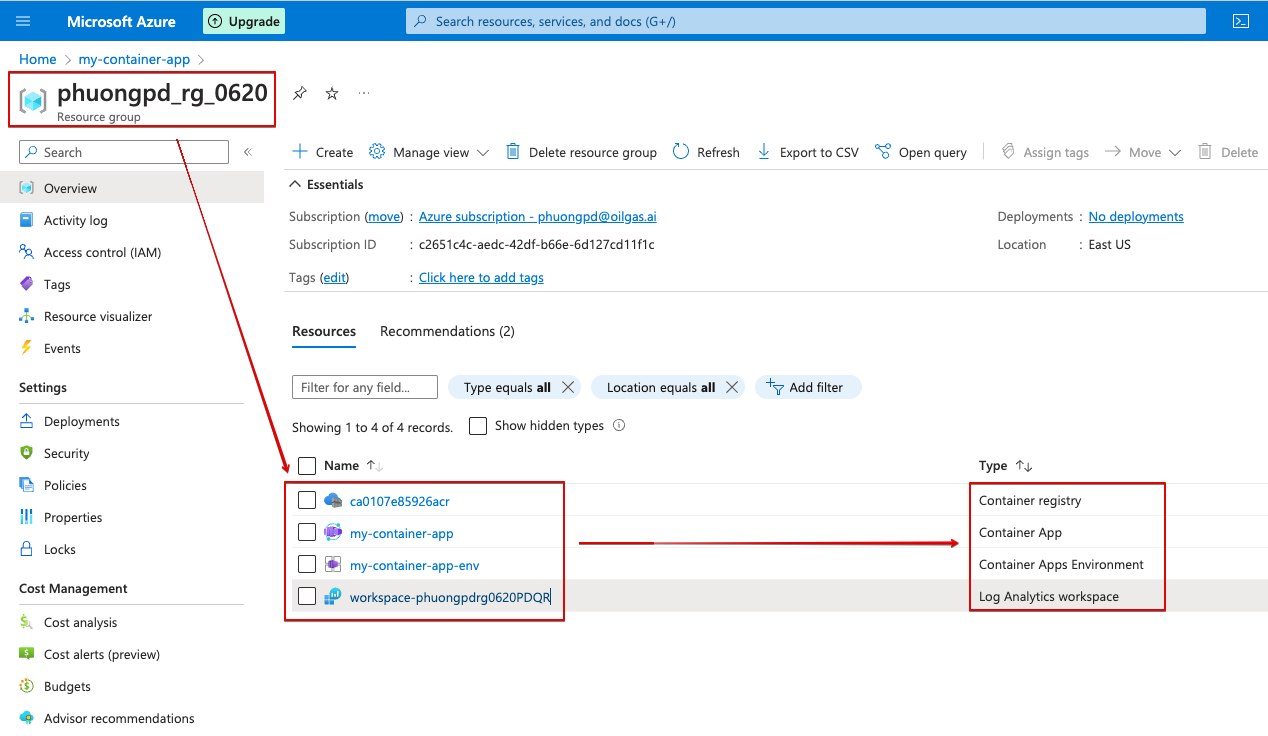 Microsoft Azure
Upgrade
Search resources, services, and docs (G+/)
Home > my-container-app >
phuongpd_rg_0620
Resource group
Search
Overview
Activity log
Access control (IAM)
Tags
Resource visualizer
Events
Settings
Deployments
Security
Policies
Properties
Locks
Cost Management
Cost analysis
Cost alerts (preview)
Budgets
Advisor recommendations
Create Manage view Delete resource group Refresh Export to CSV Open query Assign tags Move Delete
Essentials
Subscription (move) : Azure subscription - phuongpd@oilgas.ai
Subscription ID : c2651c4c-aedc-42df-b66e-6d127cd11f1c
Tags (edit) : Click here to add tags
Deployments : No deployments
Location : East US
Resources Recommendations (2)
Filter for any field... Type equals all Location equals all Add filter
Showing 1 to 4 of 4 records. Show hidden types
Name Type
ca0107e85926acr Container registry
my-container-app Container App
my-container-app-env Container Apps Environment
workspace-phuongpdrg0620PDQR Log Analytics workspace